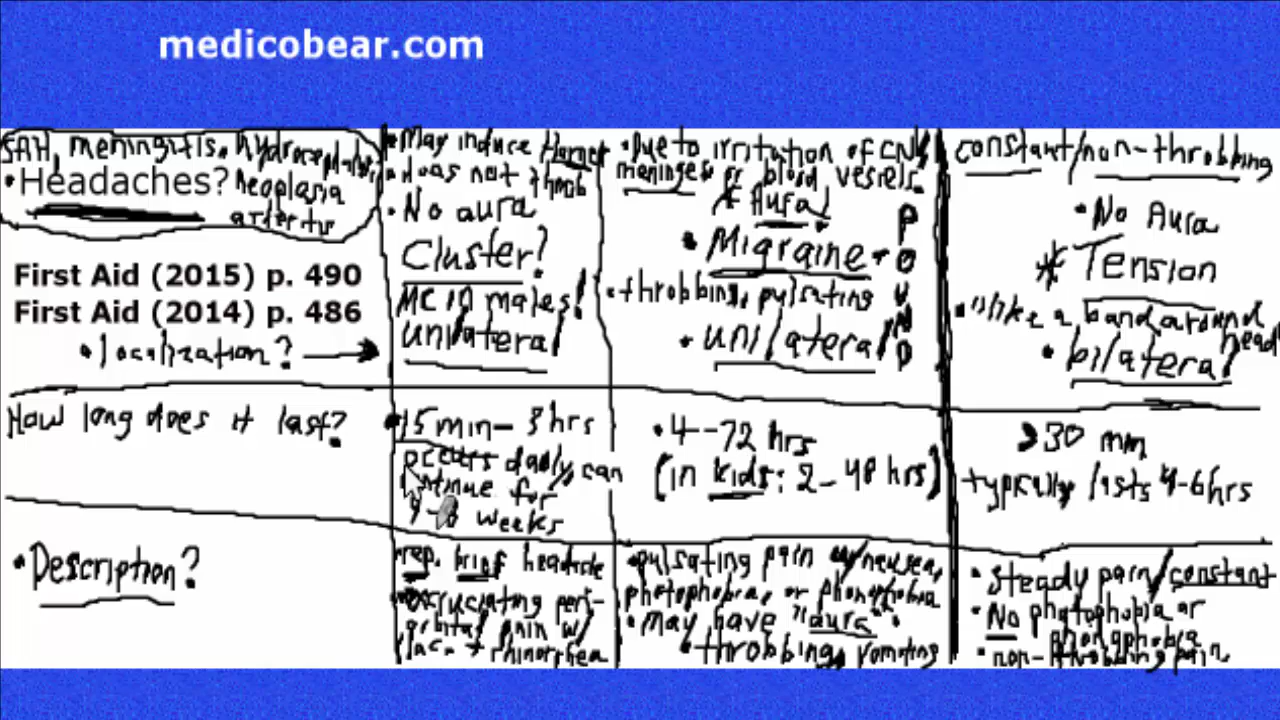 medicobear.com
SAH, meningitis, hydrocephalus,
• Headaches? neoplasia
arteritis
First Aid (2015) p. 490
First Aid (2014) p. 486
• localization?
• May induce Horner
• does not throb
• No aura
Cluster?
MC in males!
unilateral
• Due to irritation of CN V
meninges or blood vessels.
* Aura!
• Migraine
POUND
• throbbing, pulsating
• unilateral
constant/non-throbbing
• No Aura
* Tension
• "like a band around head
• bilateral
How long does it last?
• 15 min – 3 hrs
occurs daily, can
continue for
weeks
• 4--72 hrs
(in kids: 2 – 48 hrs)
>30 min
typically lasts 4-6hrs
• Description?
rep. brief headache
• excruciating peri-
orbital pain w/
lac. + rhinorrhea
• pulsating pain w/nausea,
photophobia, or phonophobia
• may have "aura".
• throbbing, vomiting
• steady pain/constant
• No photophobia or
phonophobia
• non-throbbing pain